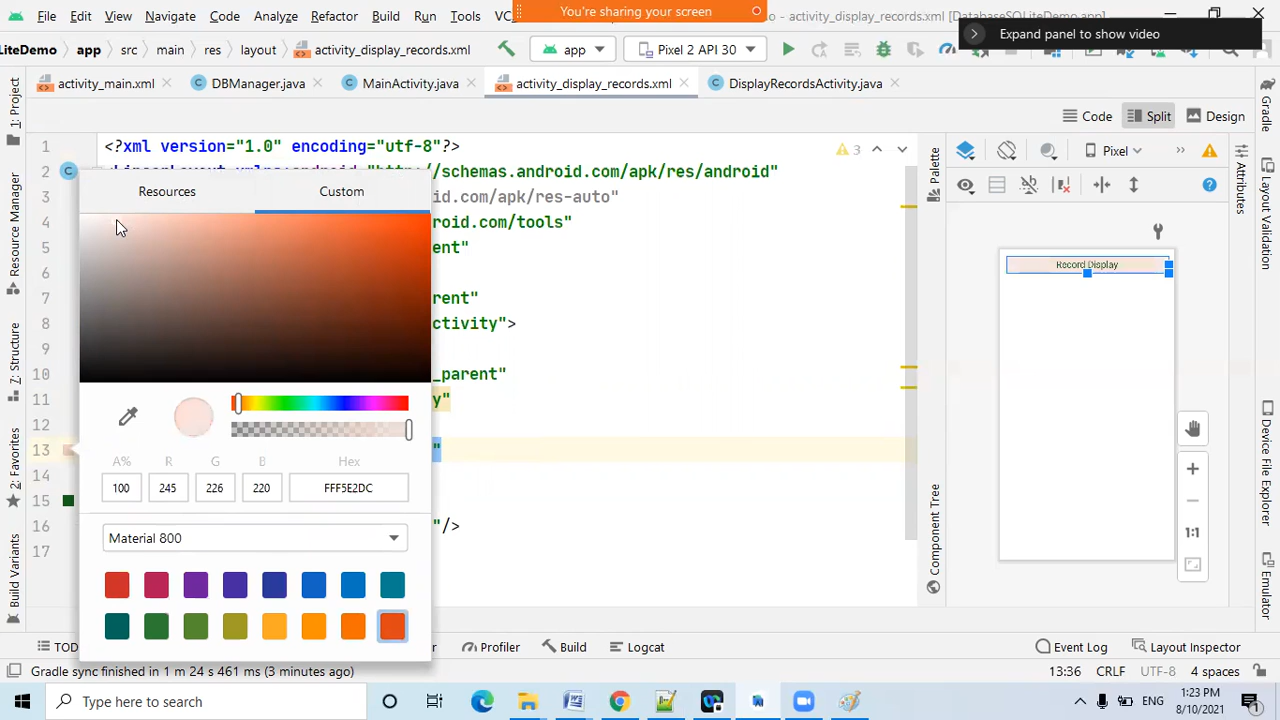 File Edit View Navigate Code Analyze Refactor Build Run Tools VC
You're sharing your screen
- activity_display_records.xml [DatabaseSQLiteDemo.app]
Expand panel to show video
LiteDemo app src main res layout activity_display_records.xml
app Pixel 2 API 30
activity_main.xml DBManager.java MainActivity.java activity_display_records.xml DisplayRecordsActivity.java
Code Split Design
1 <?xml version="1.0" encoding="utf-8"?>
2 "http://schemas.android.com/apk/res/android"
3 id.com/apk/res-auto"
4 droid.com/tools"
5 ent"
6
7 rent"
8 ctivity">
9
10 _parent"
11 y"
12
13 "
14
15
16 "/>
17
3
Resources Custom
A% R G B Hex
100 245 226 220 FFF5E2DC
Material 800
Pixel
Record Display
1:1
1: Project
Resource Manager
7: Structure
2: Favorites
Build Variants
Palette
Component Tree
Attributes
Gradle
Layout Validation
Device File Explorer
Emulator
TOD Profiler Build Logcat Event Log Layout Inspector
Gradle sync finished in 1 m 24 s 461 ms (3 minutes ago) 13:36 CRLF UTF-8 4 spaces
Type here to search
ENG
1:23 PM
8/10/2021
1